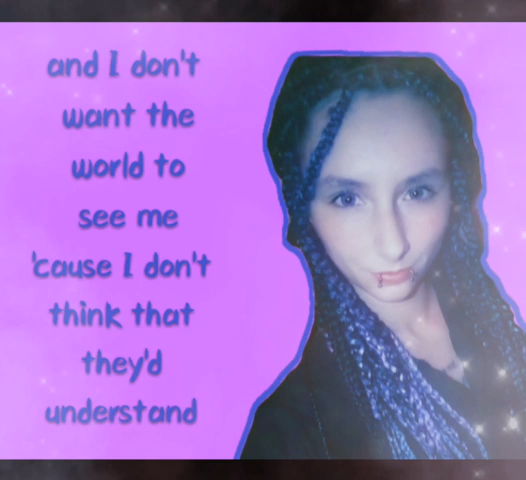 and I don't
want the
world to
see me
'cause I don't
think that
they'd
understand